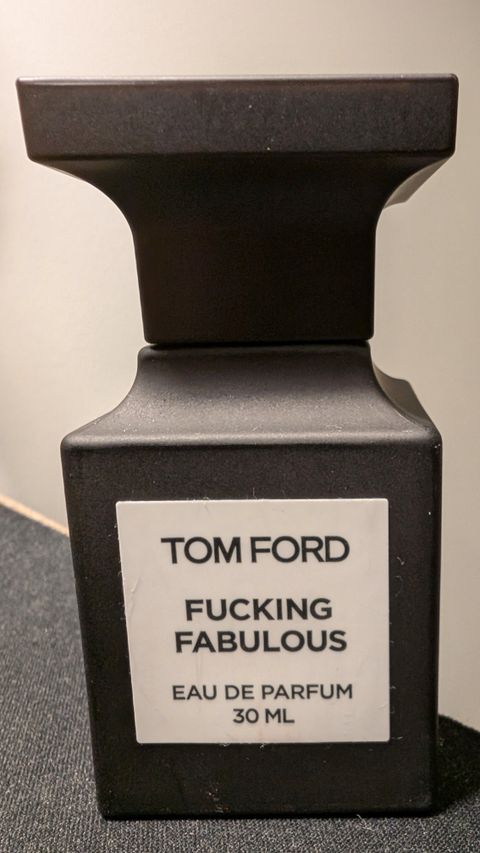 TOM FORD
FUCKING
FABULOUS
EAU DE PARFUM
30 ML